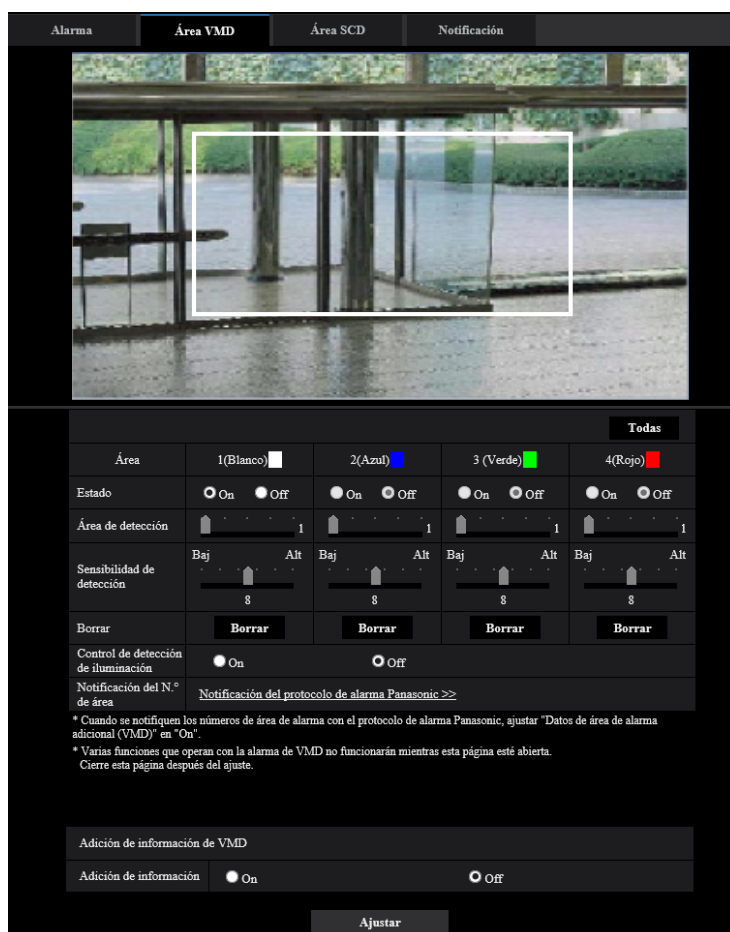 Alarma Área VMD Área SCD Notificación
Todas
Área 1(Blanco) 2(Azul) 3 (Verde) 4(Rojo)
Estado On Off On Off On Off On Off
Área de detección 1 1 1 1
Baj Alt Baj Alt Baj Alt Baj Alt
Sensibilidad de
detección
8 8 8 8
Borrar Borrar Borrar Borrar Borrar
Control de detección
de iluminación On Off
Notificación del N.°
de área Notificación del protocolo de alarma Panasonic >>
* Cuando se notifiquen los números de área de alarma con el protocolo de alarma Panasonic, ajustar "Datos de área de alarma
adicional (VMD)" en "On".
* Varias funciones que operan con la alarma de VMD no funcionarán mientras esta página esté abierta.
Cierre esta página después del ajuste.
Adición de información de VMD
Adición de información On Off
Ajustar